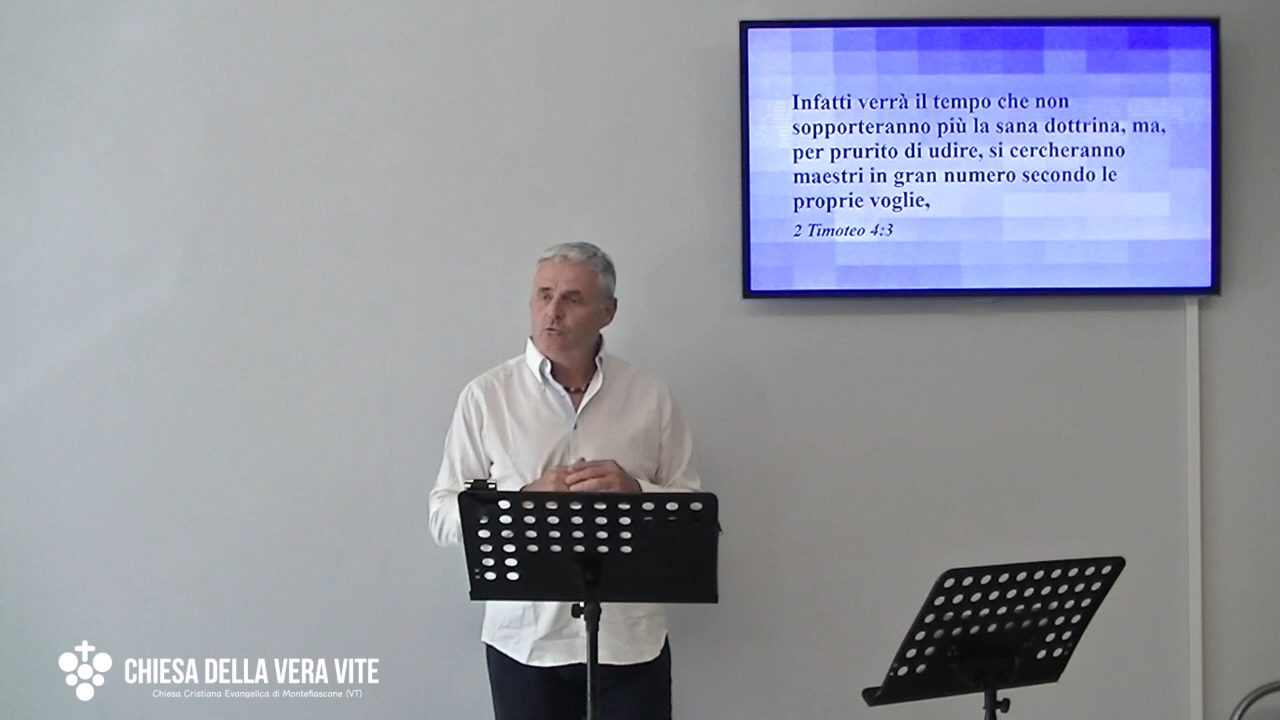 Infatti verrà il tempo che non
sopporteranno più la sana dottrina, ma,
per prurito di udire, si cercheranno
maestri in gran numero secondo le
proprie voglie,
2 Timoteo 4:3
CHIESA DELLA VERA VITE
Chiesa Cristiana Evangelica di Montefiascone (VT)